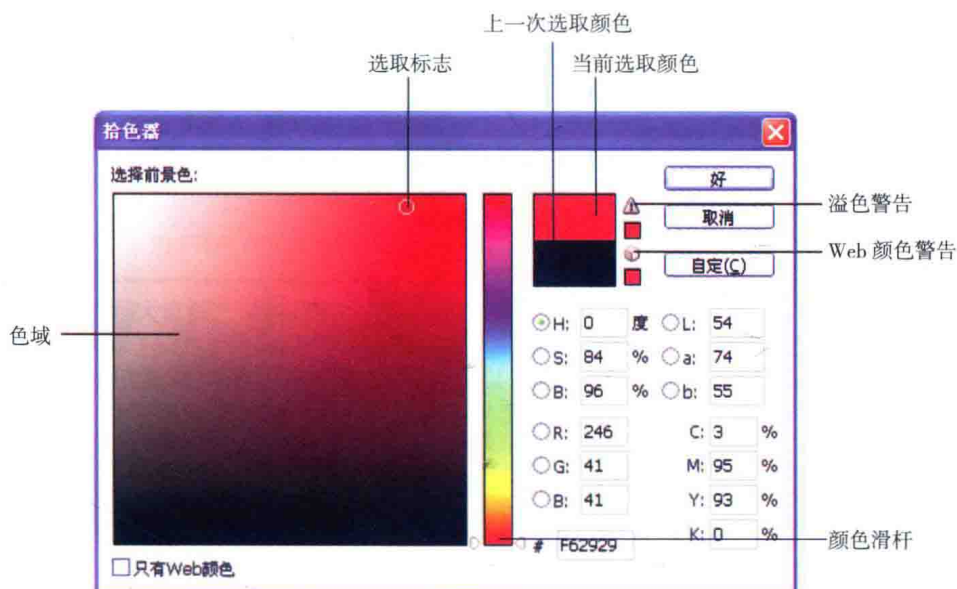 上一次选取颜色
选取标志
当前选取颜色
拾色器
选择前景色:
好
取消
自定(C)
溢色警告
Web 颜色警告
色域
H: 0 度
L: 54
S: 84 %
a: 74
B: 96 %
b: 55
R: 246
C: 3 %
G: 41
M: 95 %
B: 41
Y: 93 %
# F62929
K: 0 %
颜色滑杆
只有Web颜色